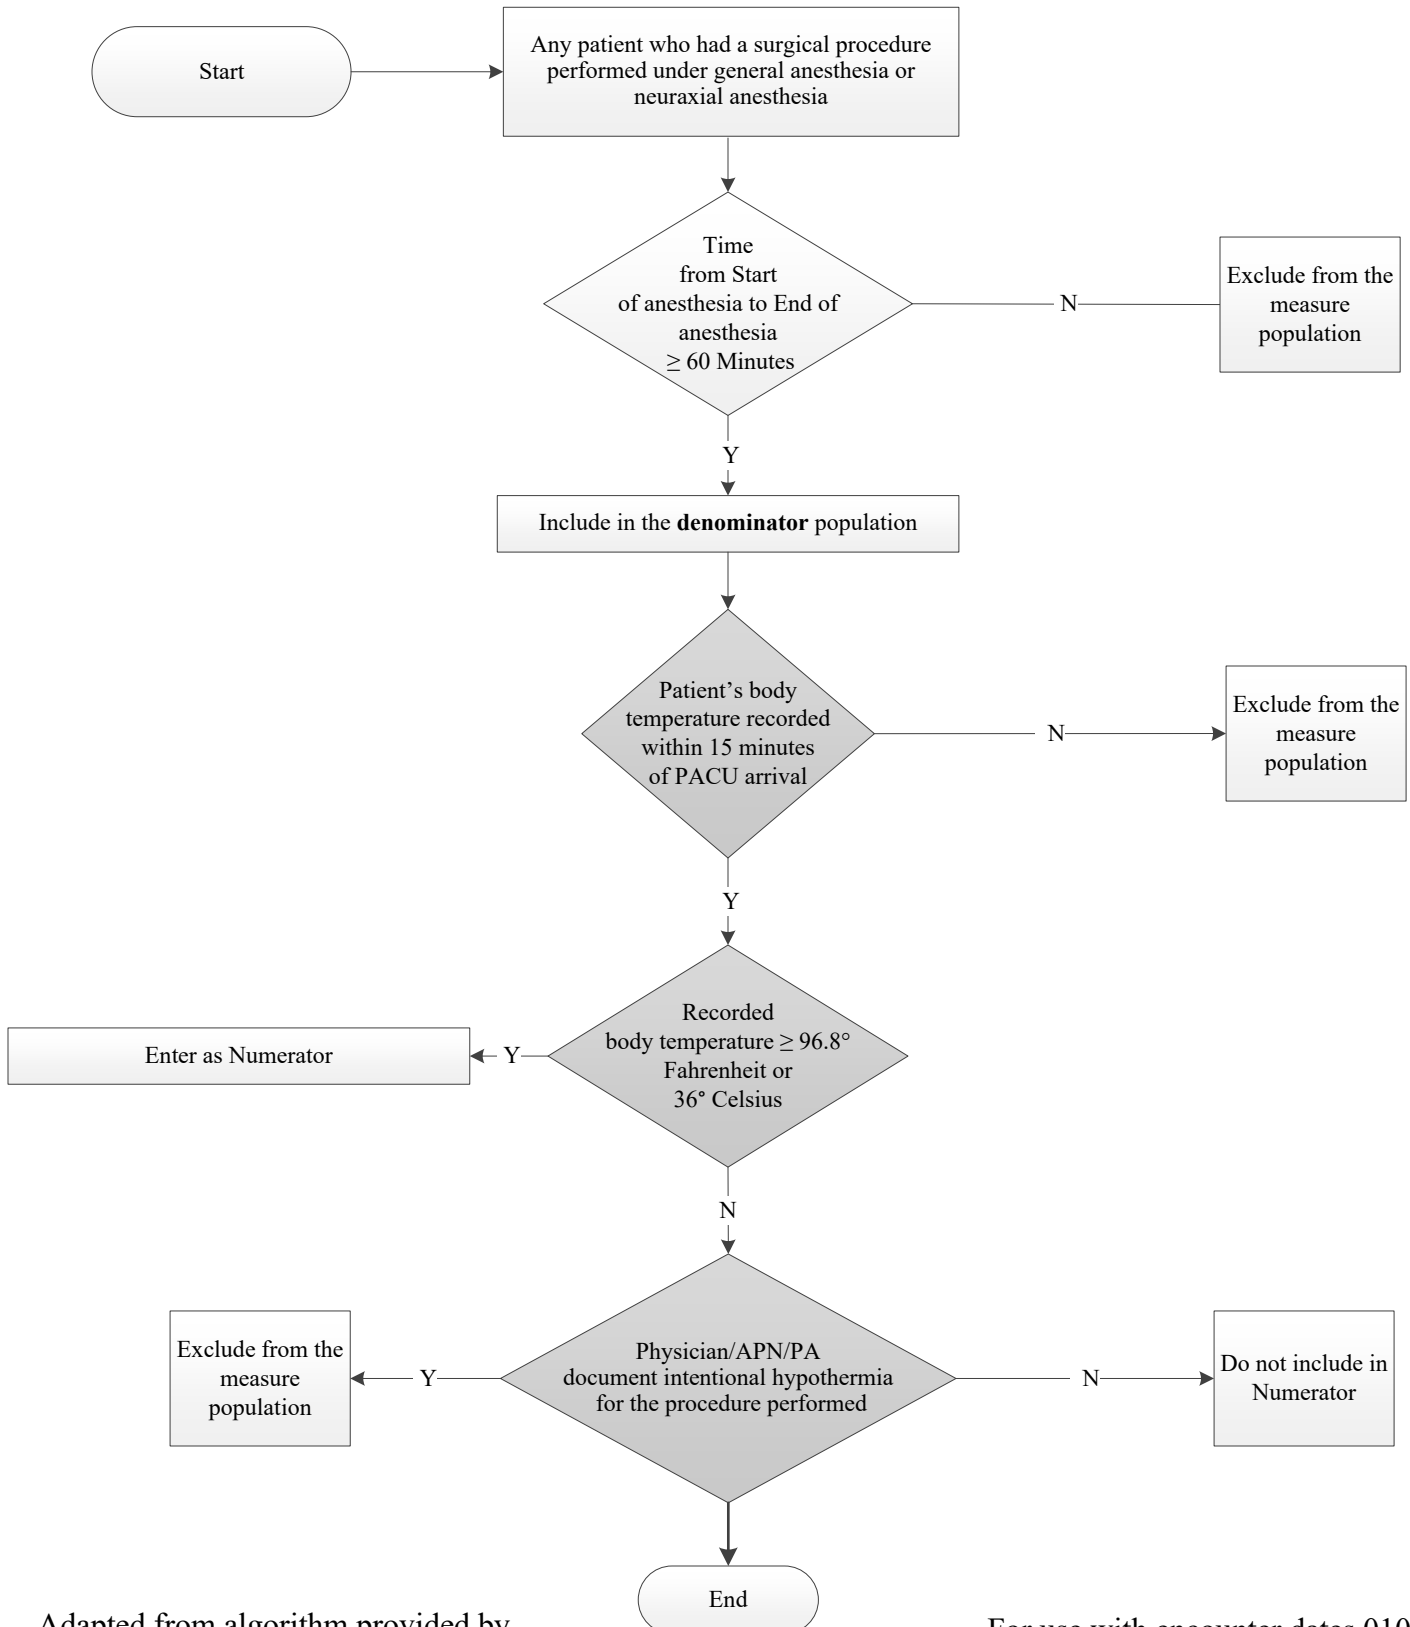 Start
Any patient who had a surgical procedure
performed under general anesthesia or
neuraxial anesthesia
Time
from Start
of anesthesia to End of
anesthesia
≥ 60 Minutes
N
Exclude from the
measure
population
Y
Include in the denominator population
Patient’s body
temperature recorded
within 15 minutes
of PACU arrival
N
Exclude from the
measure
population
Y
Recorded
body temperature ≥ 96.8°
Fahrenheit or
36° Celsius
Y
Enter as Numerator
N
Physician/APN/PA
document intentional hypothermia
for the procedure performed
Y
Exclude from the
measure
population
N
Do not include in
Numerator
End
Adapted from algorithm provided by
For use with encounter dates 010